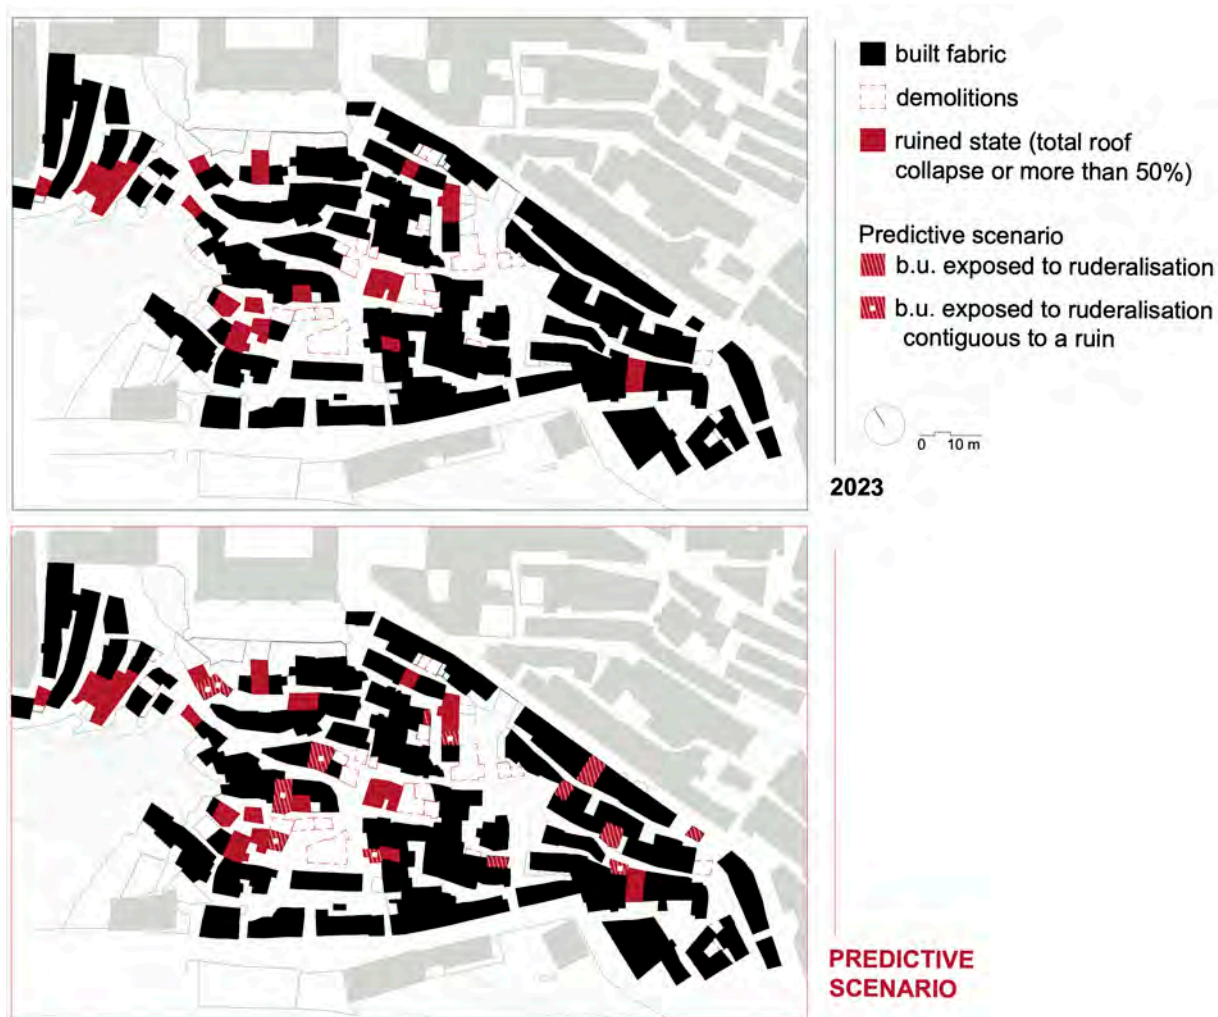 built fabric
demolitions
ruined state (total roof
collapse or more than 50%)
Predictive scenario
b.u. exposed to ruderalisation
b.u. exposed to ruderalisation
contiguous to a ruin
0 10 m
2023
PREDICTIVE
SCENARIO